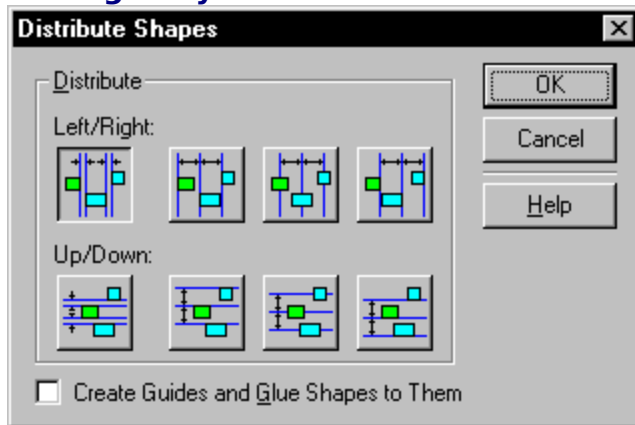 Distribute Shapes
Distribute
OK
Left/Right:
Cancel
Help
Up/Down:
Create Guides and Glue Shapes to Them